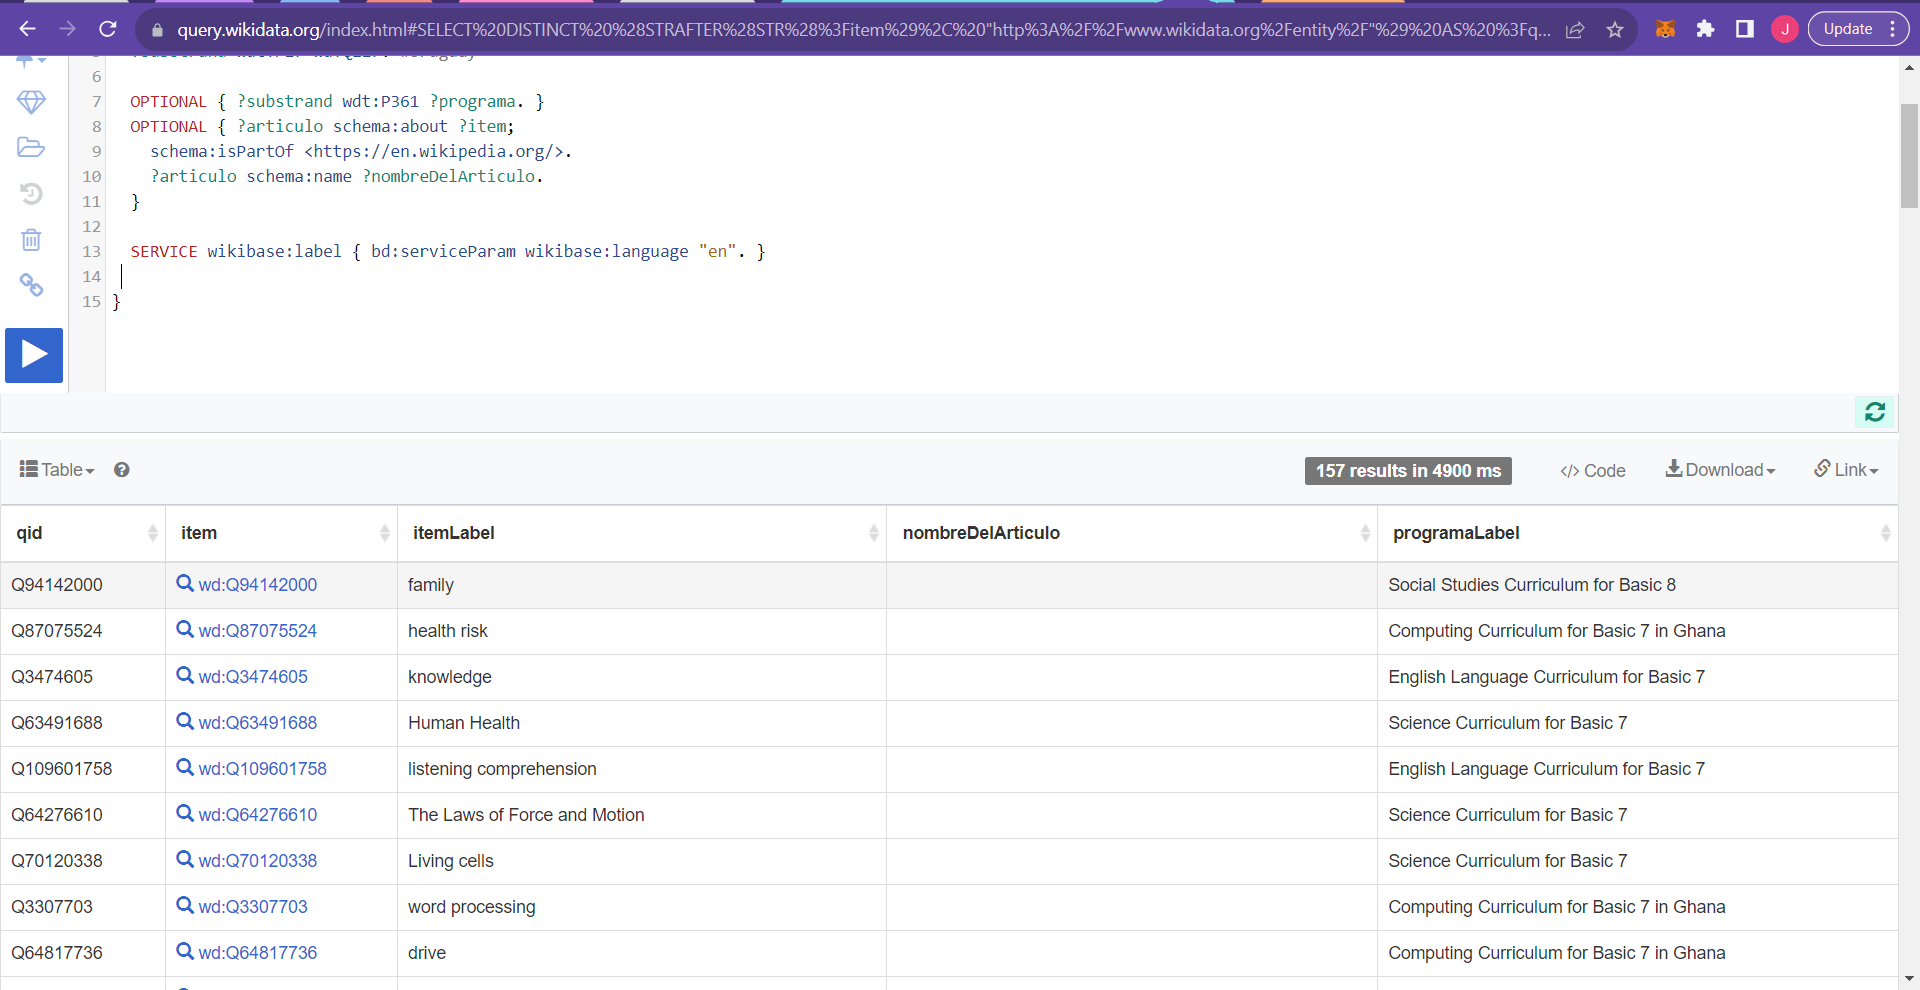 query.wikidata.org/index.html#SELECT%20DISTINCT%20%28STRAFTER%28STR%28%3Fitem%29%2C%20"http%3A%2F%2Fwww.wikidata.org%2Fentity%2F"%29%20AS%20%3Fq...
J
Update
6
7 OPTIONAL { ?substrand wdt:P361 ?programa. }
8 OPTIONAL { ?articulo schema:about ?item;
9 schema:isPartOf <https://en.wikipedia.org/>.
10 ?articulo schema:name ?nombreDelArticulo.
11 }
12
13 SERVICE wikibase:label { bd:serviceParam wikibase:language "en". }
14
15 }
Table
157 results in 4900 ms
</> Code
Download
Link
qid item itemLabel nombreDelArticulo programaLabel
Q94142000 wd:Q94142000 family Social Studies Curriculum for Basic 8
Q87075524 wd:Q87075524 health risk Computing Curriculum for Basic 7 in Ghana
Q3474605 wd:Q3474605 knowledge English Language Curriculum for Basic 7
Q63491688 wd:Q63491688 Human Health Science Curriculum for Basic 7
Q109601758 wd:Q109601758 listening comprehension English Language Curriculum for Basic 7
Q64276610 wd:Q64276610 The Laws of Force and Motion Science Curriculum for Basic 7
Q70120338 wd:Q70120338 Living cells Science Curriculum for Basic 7
Q3307703 wd:Q3307703 word processing Computing Curriculum for Basic 7 in Ghana
Q64817736 wd:Q64817736 drive Computing Curriculum for Basic 7 in Ghana